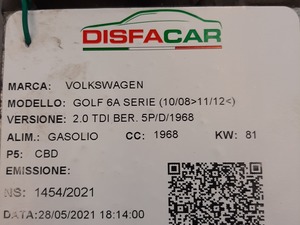 DISFACAR
MARCA: VOLKSWAGEN
MODELLO: GOLF 6A SERIE (10/08>11/12<)
VERSIONE: 2.0 TDI BER. 5P/D/1968
ALIM.: GASOLIO CC: 1968 KW: 81
P5: CBD
EMISSIONE:
NS: 1454/2021
DATA:28/05/2021 18:14:00